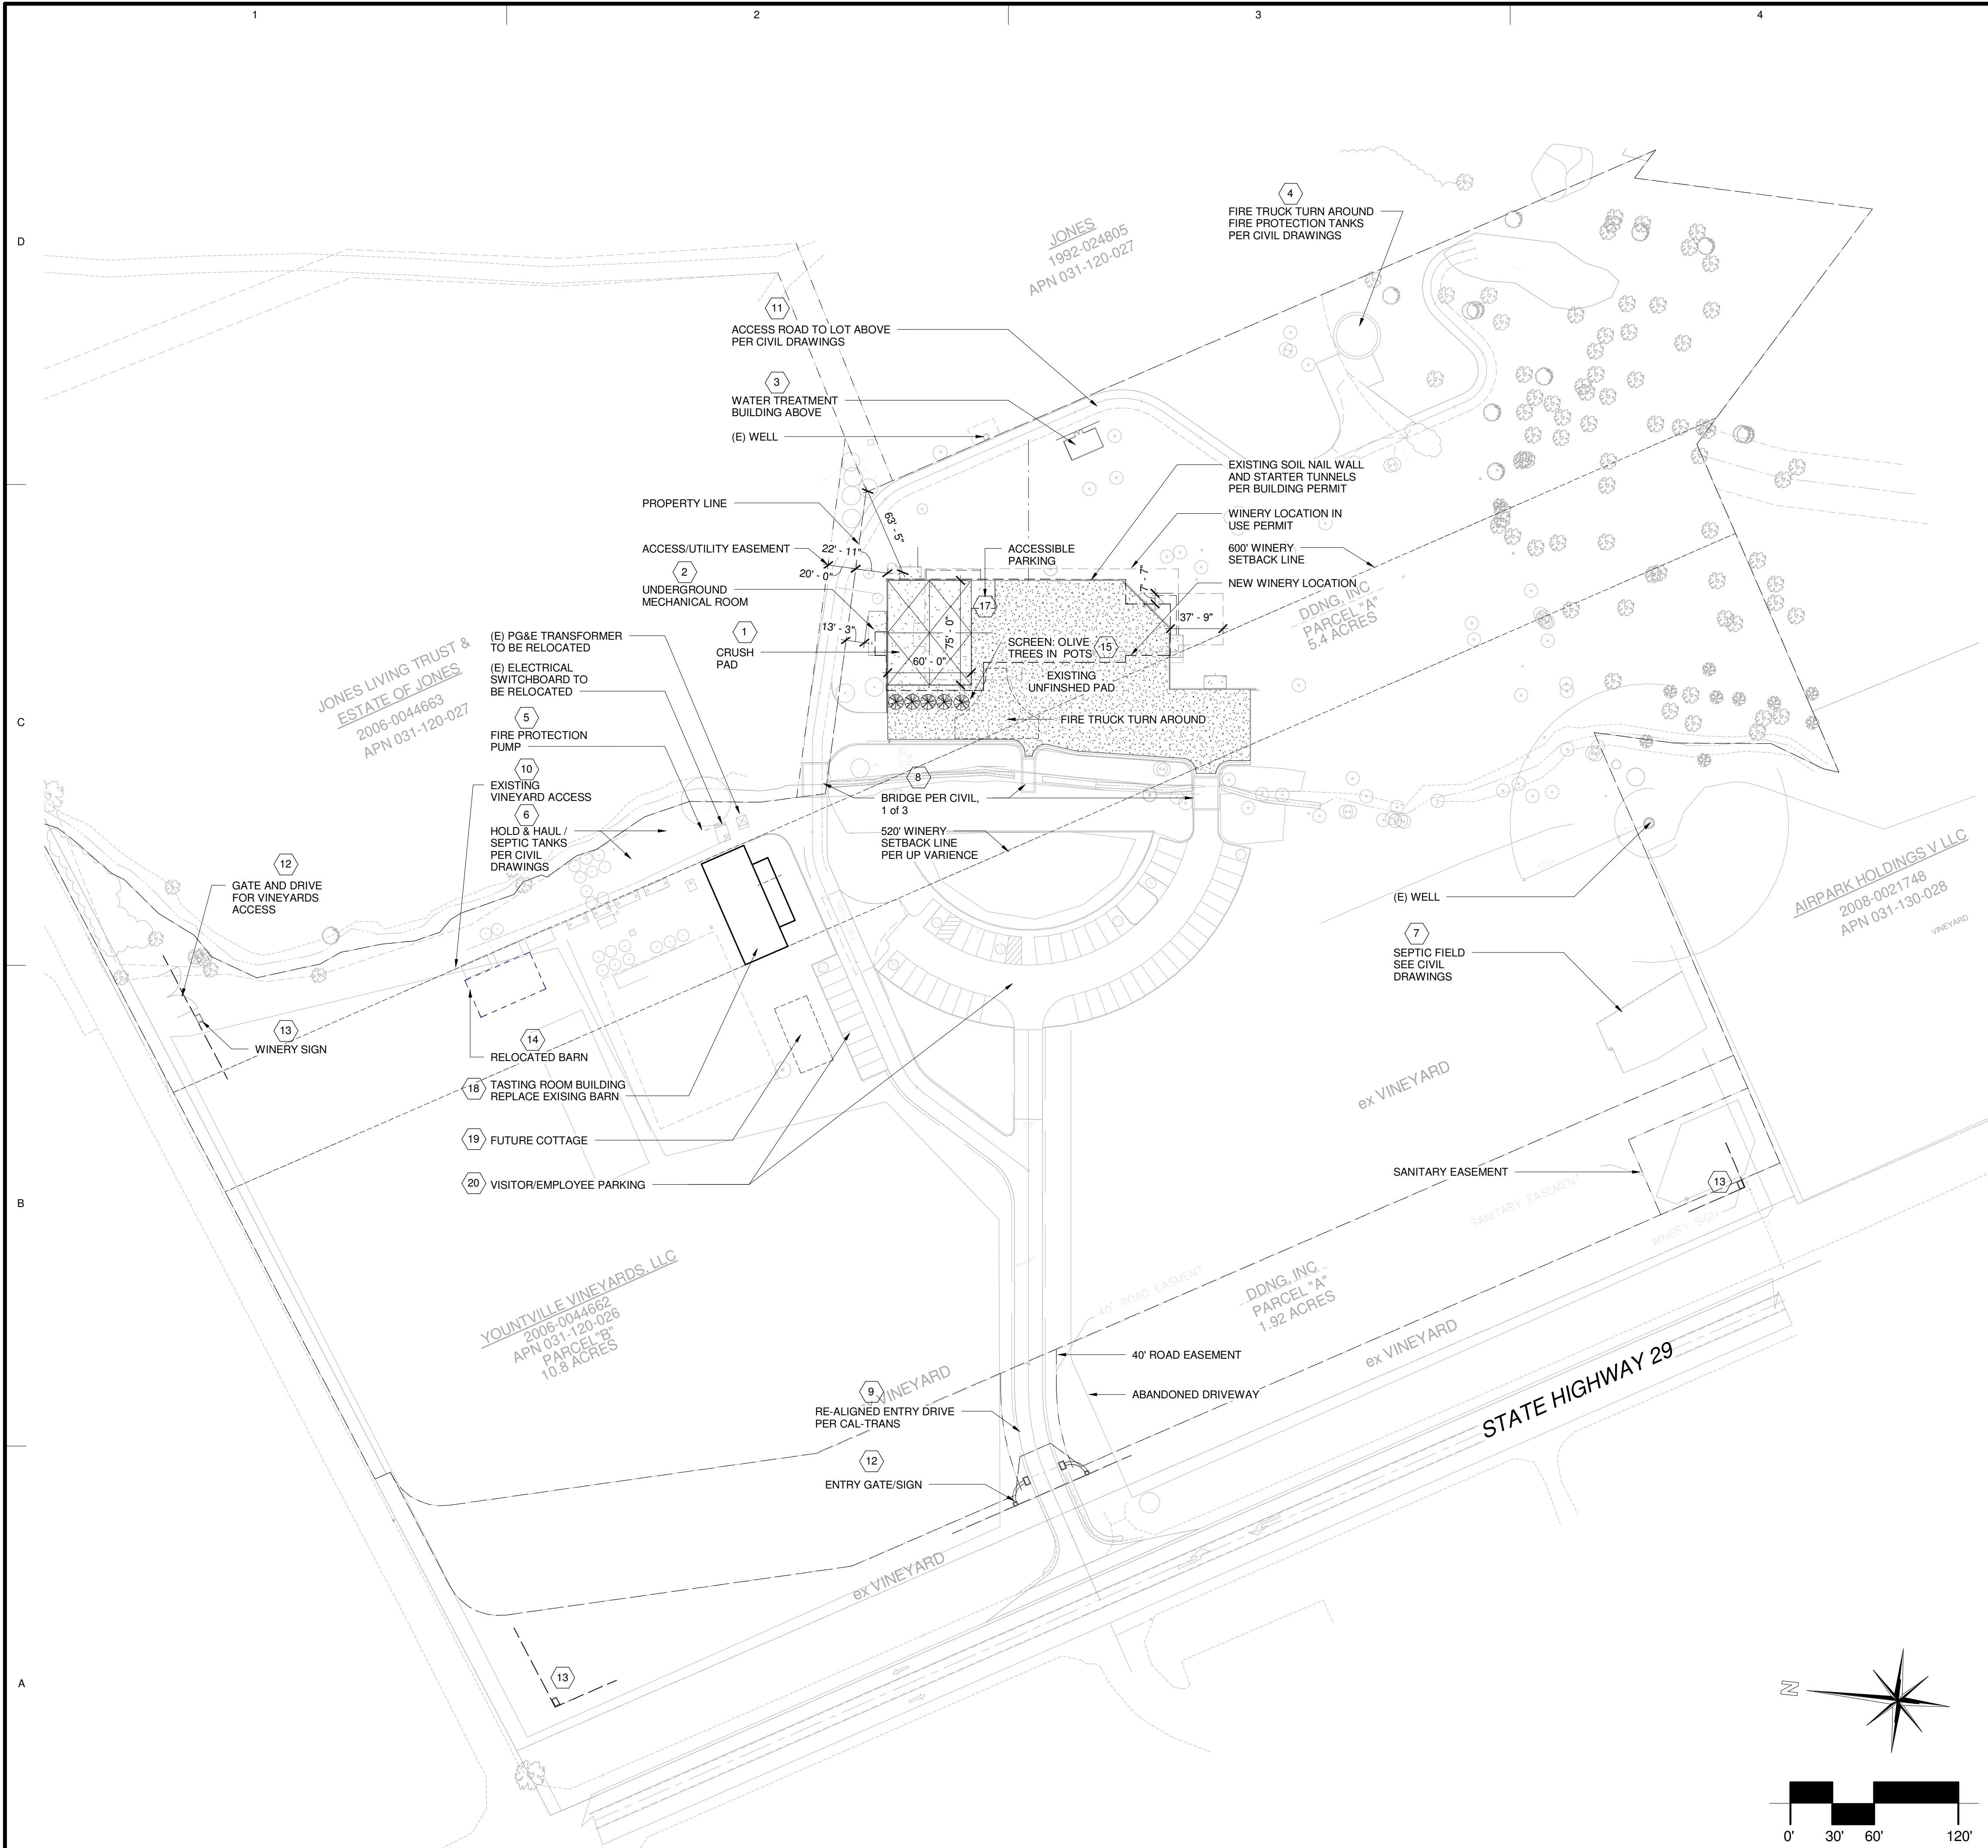 1
2
3
4
D
C
B
A
JONES
1992-024805
APN 031-120-027
4
FIRE TRUCK TURN AROUND
FIRE PROTECTION TANKS
PER CIVIL DRAWINGS
11
ACCESS ROAD TO LOT ABOVE
PER CIVIL DRAWINGS
3
WATER TREATMENT
BUILDING ABOVE
(E) WELL
EXISTING SOIL NAIL WALL
AND STARTER TUNNELS
PER BUILDING PERMIT
PROPERTY LINE
63' - 5"
WINERY LOCATION IN
USE PERMIT
ACCESS/UTILITY EASEMENT
22' - 11"
20' - 0"
ACCESSIBLE
PARKING
600' WINERY
SETBACK LINE
2
UNDERGROUND
MECHANICAL ROOM
NEW WINERY LOCATION
7' - 7"
17
37' - 9"
DDNG, INC
PARCEL "A"
5.4 ACRES
13' - 3"
1
CRUSH
PAD
75' - 0"
60' - 0"
SCREEN: OLIVE
TREES IN POTS
15
(E) PG&E TRANSFORMER
TO BE RELOCATED
(E) ELECTRICAL
SWITCHBOARD TO
BE RELOCATED
EXISTING
UNFINSHED PAD
JONES LIVING TRUST &
ESTATE OF JONES
2006-0044663
APN 031-120-027
FIRE TRUCK TURN AROUND
5
FIRE PROTECTION
PUMP
10
EXISTING
VINEYARD ACCESS
8
BRIDGE PER CIVIL,
1 of 3
6
HOLD & HAUL /
SEPTIC TANKS
PER CIVIL
DRAWINGS
520' WINERY
SETBACK LINE
PER UP VARIENCE
12
GATE AND DRIVE
FOR VINEYARDS
ACCESS
(E) WELL
AIRPARK HOLDINGS V LLC
2008-0021748
APN 031-130-028
VINEYARD
7
SEPTIC FIELD
SEE CIVIL
DRAWINGS
13
WINERY SIGN
14
RELOCATED BARN
18
TASTING ROOM BUILDING
REPLACE EXISING BARN
ex VINEYARD
19
FUTURE COTTAGE
20
VISITOR/EMPLOYEE PARKING
SANITARY EASEMENT
13
SANITARY EASEMENT
WINERY SIGN
YOUNTVILLE VINEYARDS, LLC
2006-0044662
APN 031-120-026
PARCEL"B"
10.8 ACRES
40' ROAD EASMENT
DDNG, INC
PARCEL "A"
1.92 ACRES
40' ROAD EASEMENT
ex VINEYARD
STATE HIGHWAY 29
ABANDONED DRIVEWAY
VINEYARD
9
RE-ALIGNED ENTRY DRIVE
PER CAL-TRANS
12
ENTRY GATE/SIGN
ex VINEYARD
13
N
0' 30' 60' 120'